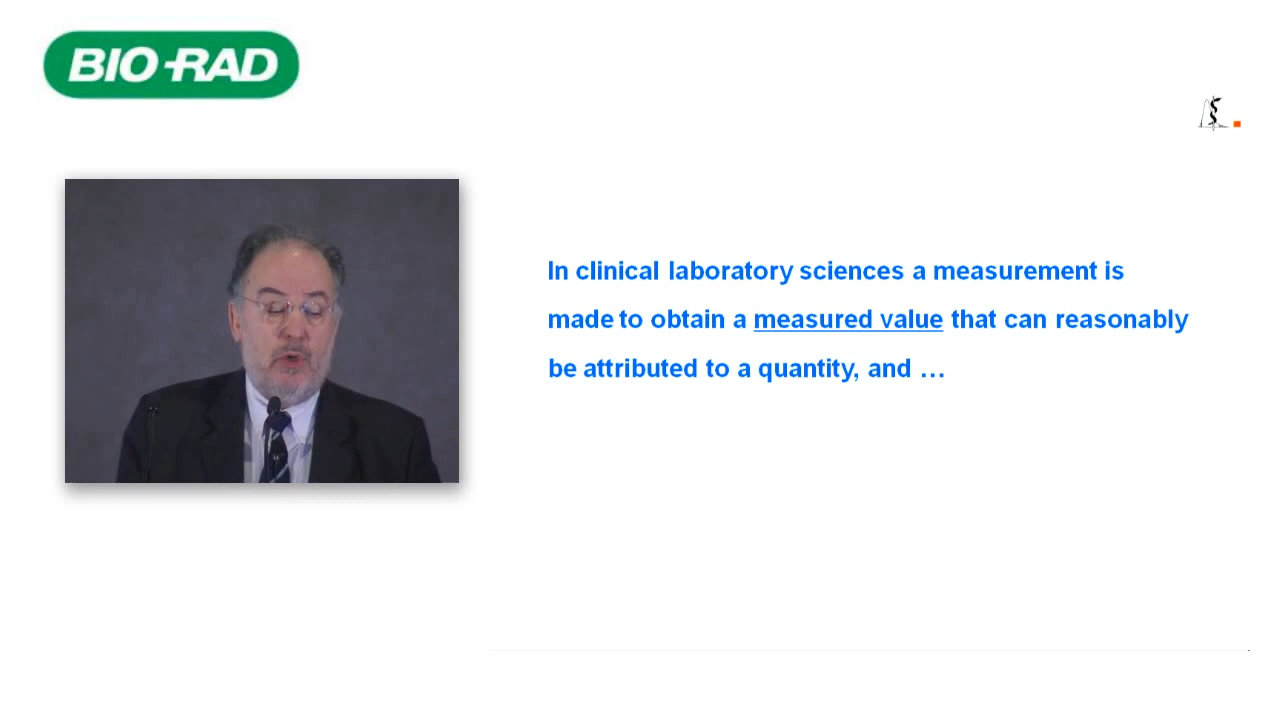 BIO-RAD
In clinical laboratory sciences a measurement is
made to obtain a measured value that can reasonably
be attributed to a quantity, and …